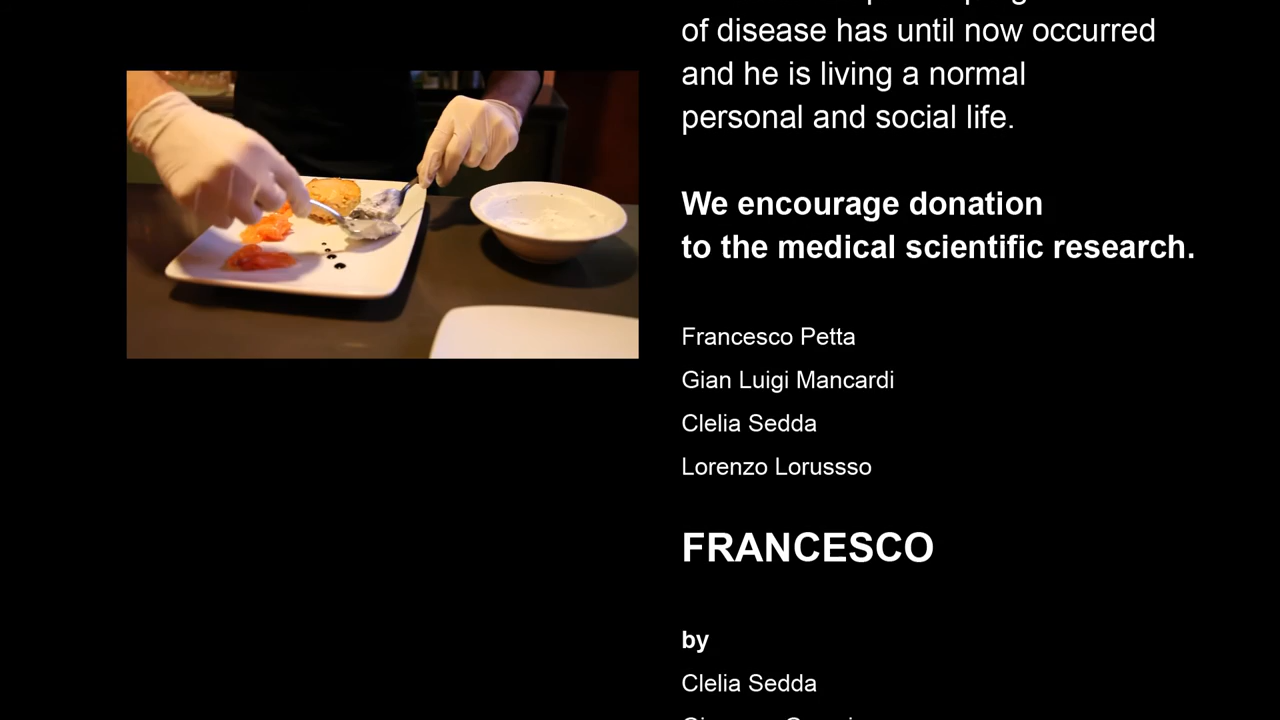 of disease has until now occurred
and he is living a normal
personal and social life.
We encourage donation
to the medical scientific research.
Francesco Petta
Gian Luigi Mancardi
Clelia Sedda
Lorenzo Lorussso
FRANCESCO
by
Clelia Sedda